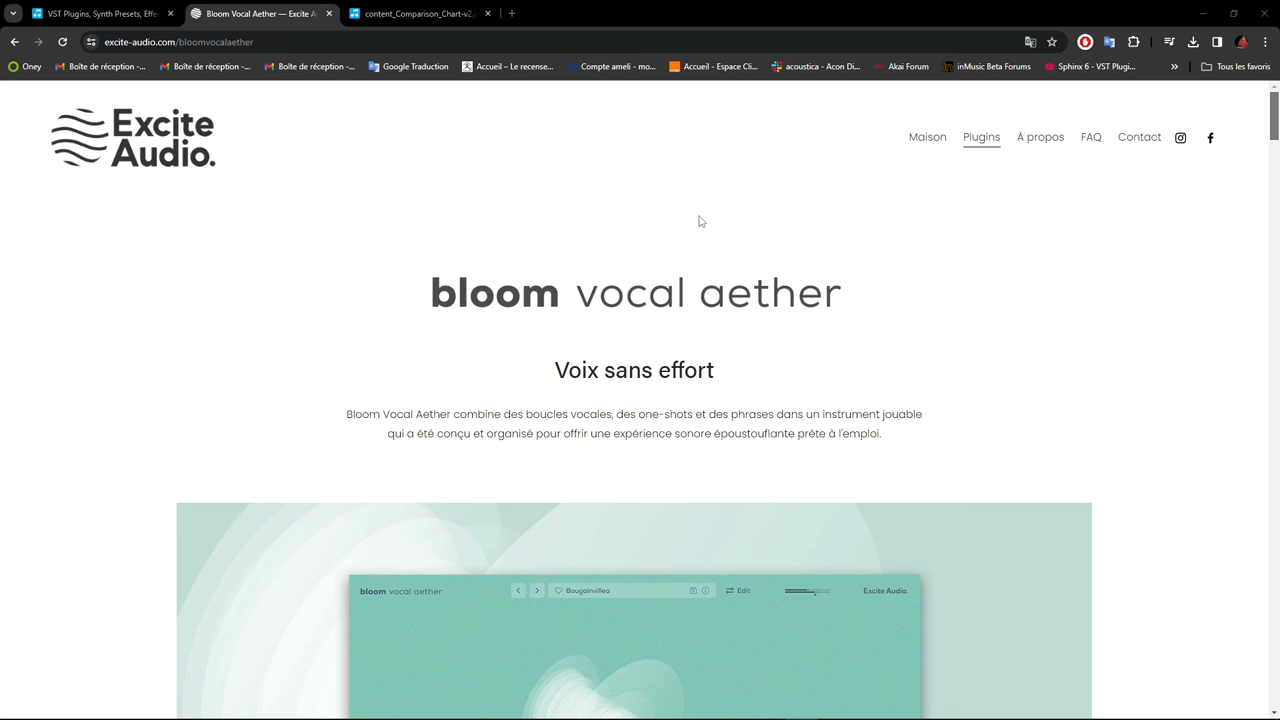 VST Plugins, Synth Presets, Effe
Bloom Vocal Aether — Excite A
content_Comparison_Chart-v2.
excite-audio.com/bloomvocalaether
Oney
Boîte de réception -...
Boîte de réception -...
Boîte de réception -...
Google Traduction
Accueil – Le recense...
Compte ameli - mo...
Accueil - Espace Cli...
acoustica - Acon Di...
Akai Forum
inMusic Beta Forums
Sphinx 6 - VST Plugi...
Tous les favoris
Excite
Audio.
Maison
Plugins
À propos
FAQ
Contact
bloom vocal aether
Voix sans effort
Bloom Vocal Aether combine des boucles vocales, des one-shots et des phrases dans un instrument jouable
qui a été conçu et organisé pour offrir une expérience sonore époustouflante prête à l'emploi.
bloom vocal aether
Bougainvillea
Edit
Excite Audio.